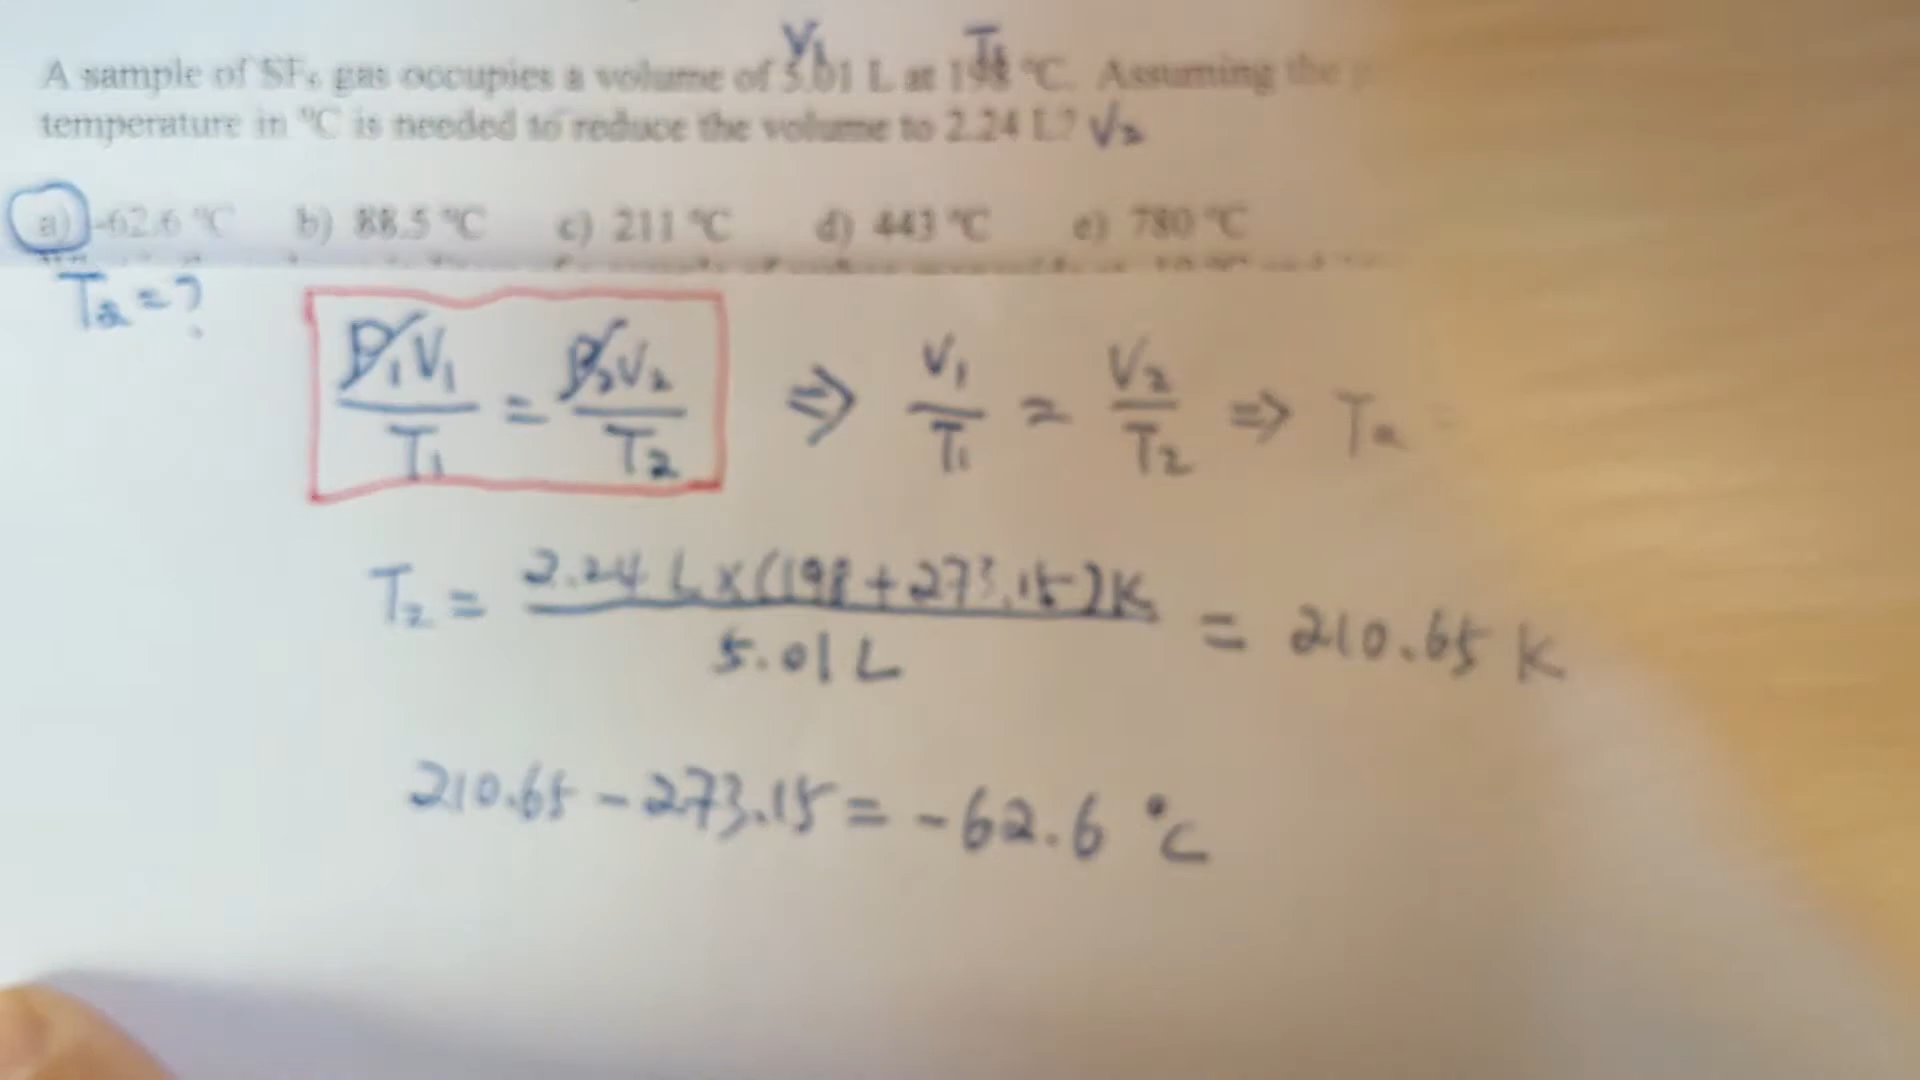 V₁ T₁
A sample of SF₆ gas occupies a volume of 5.01 L at 198 °C. Assuming the
temperature in °C is needed to reduce the volume to 2.24 L? V₂
a) -62.6 °C b) 88.5 °C c) 211 °C d) 443 °C e) 780 °C
T₂ = ?
P₁V₁/T₁ = P₂V₂/T₂ ⇒ V₁/T₁ = V₂/T₂ ⇒ T₂
T₂ = 2.24 L x (198 + 273.15) K / 5.01 L = 210.65 K
210.65 - 273.15 = -62.6 °C